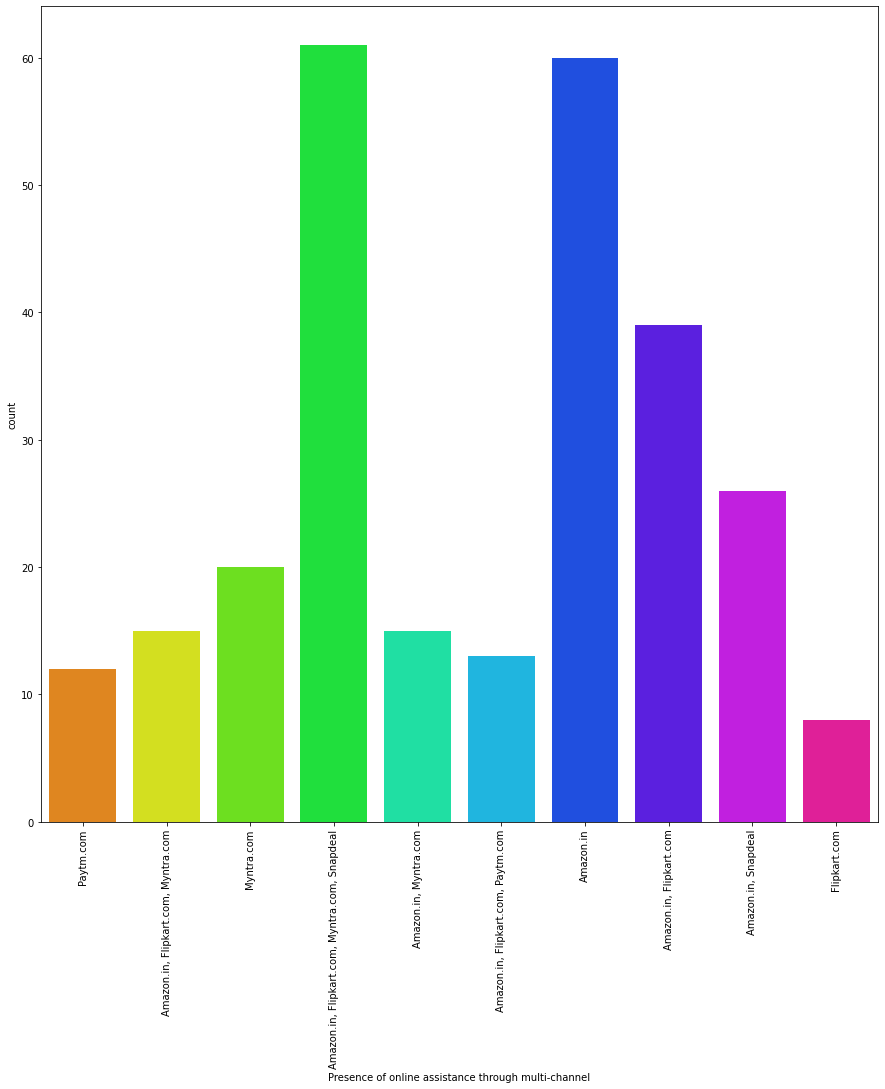 count
60
50
40
30
20
10
0
Paytm.com
Amazon.in, Flipkart.com, Myntra.com
Myntra.com
Amazon.in, Flipkart.com, Myntra.com, Snapdeal
Amazon.in, Myntra.com
Amazon.in, Flipkart.com, Paytm.com
Amazon.in
Amazon.in, Flipkart.com
Amazon.in, Snapdeal
Flipkart.com
Presence of online assistance through multi-channel